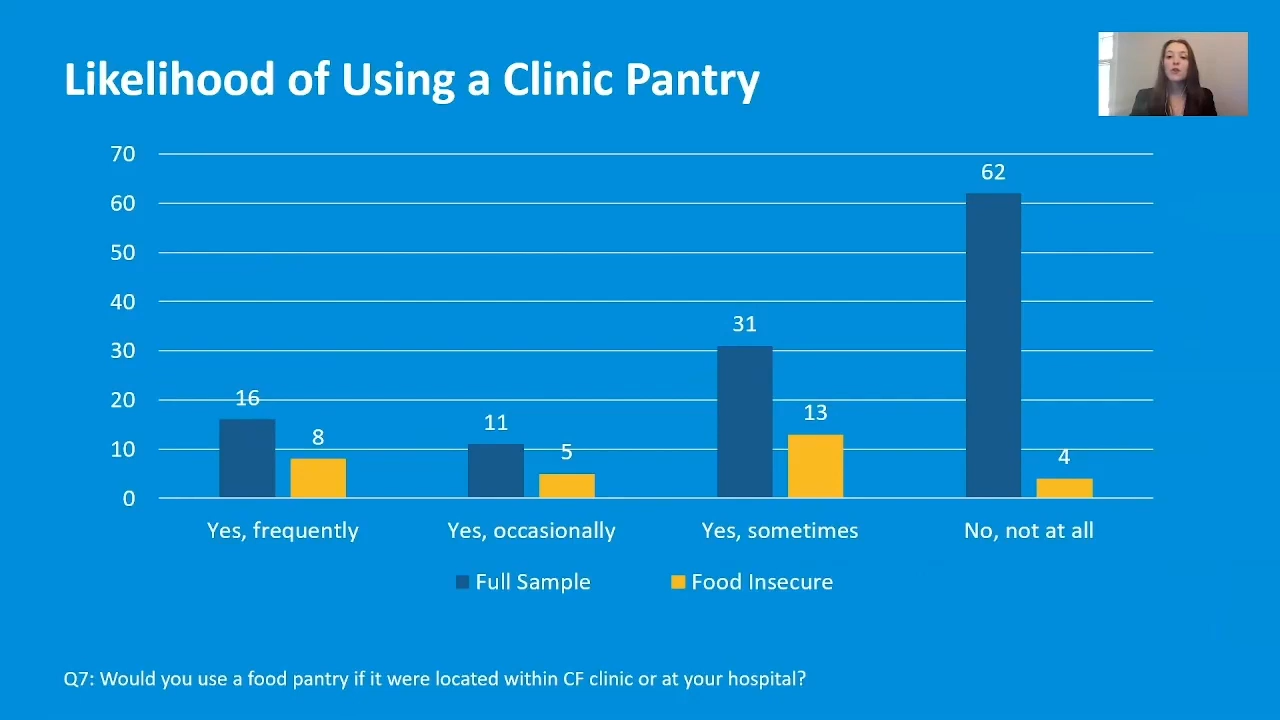 Likelihood of Using a Clinic Pantry
70
60
50
40
30
20
10
0
16
8
11
5
31
13
62
4
Yes, frequently
Yes, occasionally
Yes, sometimes
No, not at all
Full Sample
Food Insecure
Q7: Would you use a food pantry if it were located within CF clinic or at your hospital?